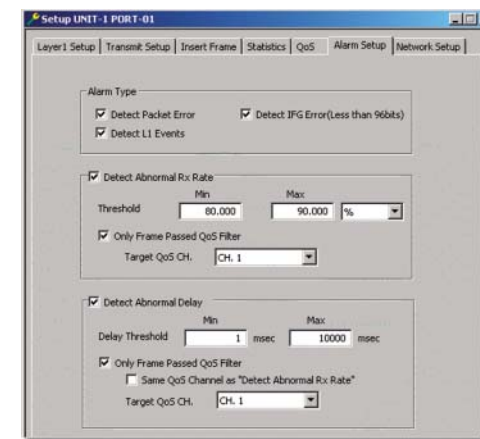 Setup UNIT-1 PORT-01
Layer1 Setup Transmit Setup Insert Frame Statistics QoS Alarm Setup Network Setup
Alarm Type
Detect Packet Error Detect IFG Error(Less than 96bits)
Detect L1 Events
Detect Abnormal Rx Rate
Min Max
Threshold 80.000 90.000 %
Only Frame Passed QoS Filter
Target QoS CH. CH. 1
Detect Abnormal Delay
Min Max
Delay Threshold 1 msec 10000 msec
Only Frame Passed QoS Filter
Same QoS Channel as "Detect Abnormal Rx Rate"
Target QoS CH. CH. 1